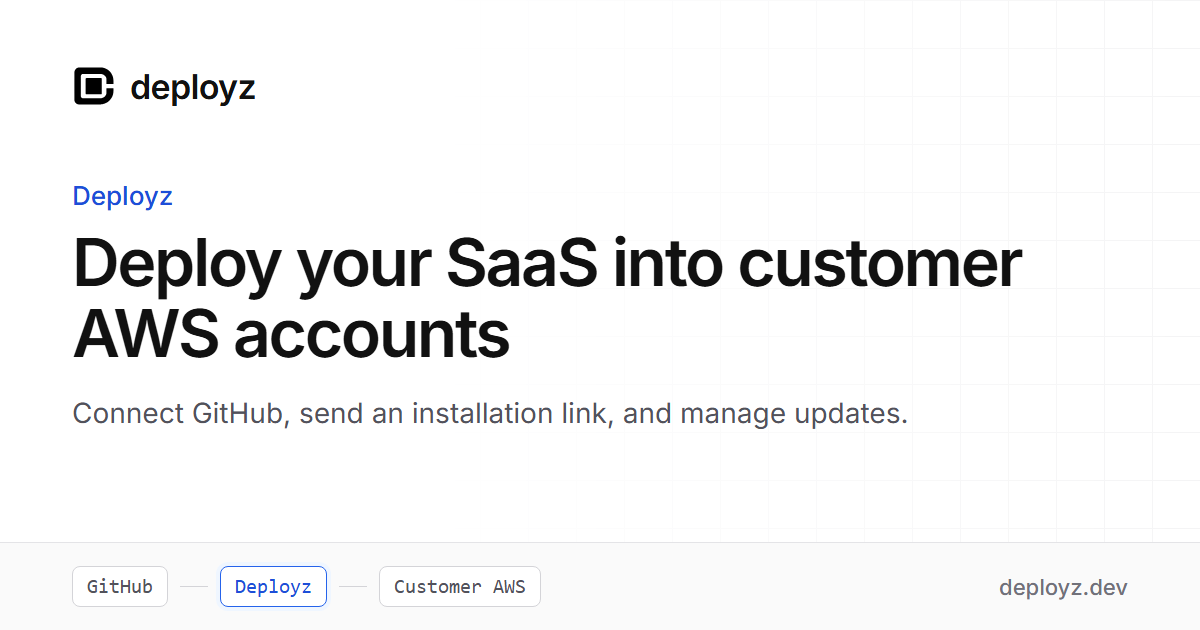 deployz
Deployz
Deploy your SaaS into customer
AWS accounts
Connect GitHub, send an installation link, and manage updates.
GitHub
Deployz
Customer AWS
deployz.dev